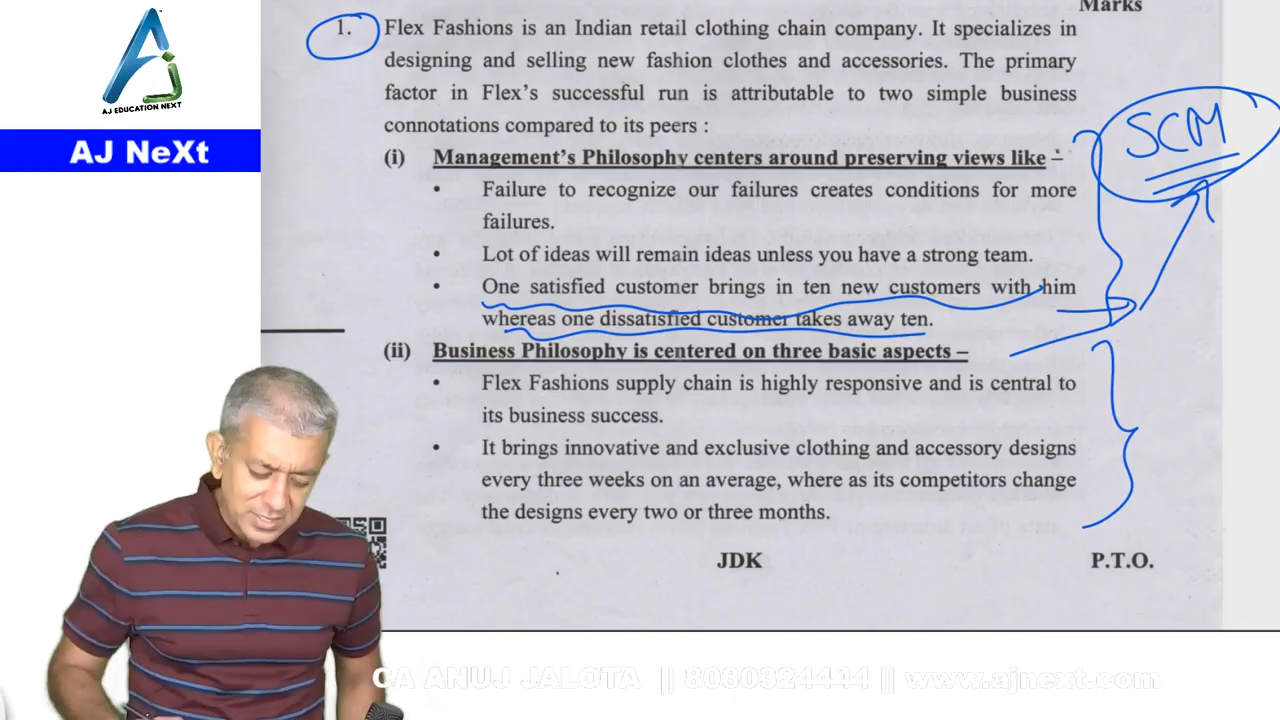 Marks
1. Flex Fashions is an Indian retail clothing chain company. It specializes in
designing and selling new fashion clothes and accessories. The primary
factor in Flex's successful run is attributable to two simple business
connotations compared to its peers :
(i) Management's Philosophy centers around preserving views like –
• Failure to recognize our failures creates conditions for more
failures.
• Lot of ideas will remain ideas unless you have a strong team.
• One satisfied customer brings in ten new customers with him
whereas one dissatisfied customer takes away ten.
(ii) Business Philosophy is centered on three basic aspects –
• Flex Fashions supply chain is highly responsive and is central to
its business success.
• It brings innovative and exclusive clothing and accessory designs
every three weeks on an average, where as its competitors change
the designs every two or three months.
JDK P.T.O.
SCM
AJ EDUCATION NEXT
AJ NeXt
CA ANUJ JALOTA || 8080324444 || www.ajnext.com